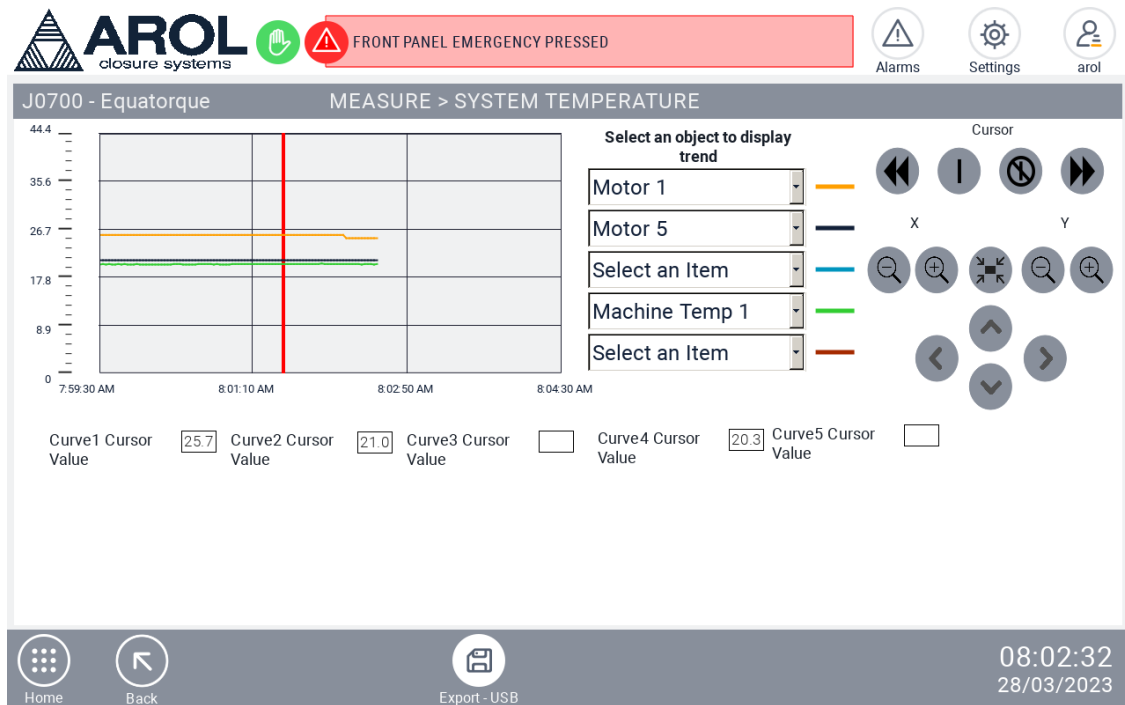 AROL
closure systems
FRONT PANEL EMERGENCY PRESSED
Alarms
Settings
arol
J0700 - Equatorque
MEASURE > SYSTEM TEMPERATURE
44.4
35.6
26.7
17.8
8.9
0
7:59:30 AM
8:01:10 AM
8:02:50 AM
8:04:30 AM
Select an object to display
trend
Motor 1
Motor 5
Select an Item
Machine Temp 1
Select an Item
Cursor
X
Y
Curve1 Cursor
Value
25.7
Curve2 Cursor
Value
21.0
Curve3 Cursor
Value
Curve4 Cursor
Value
20.3
Curve5 Cursor
Value
Home
Back
Export - USB
08:02:32
28/03/2023